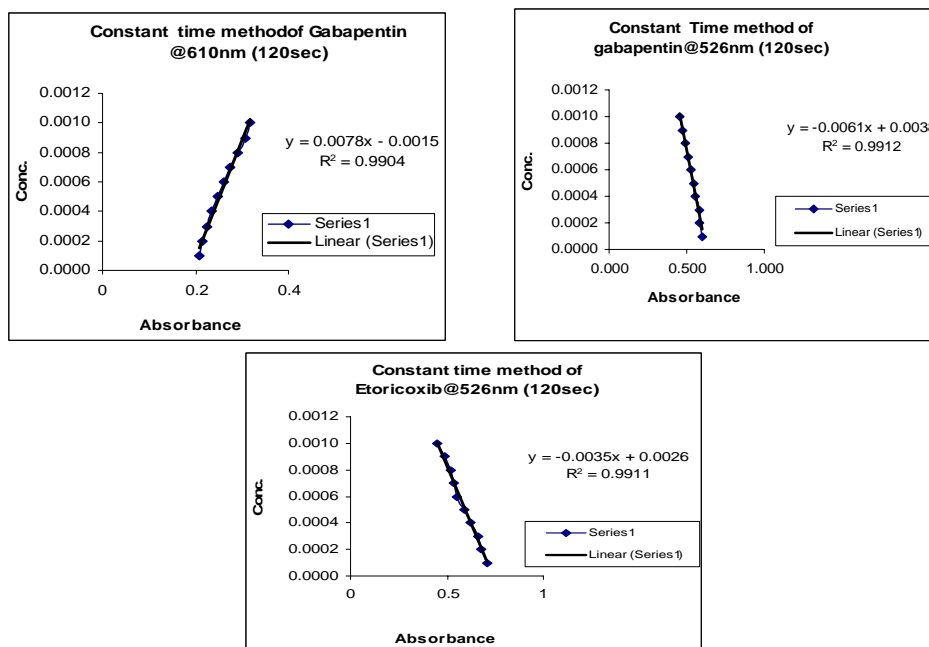 Constant time methodof Gabapentin
@610nm (120sec)
0.0012
0.0010
0.0008
0.0006
0.0004
0.0002
0.0000
Conc.
y = 0.0078x - 0.0015
R² = 0.9904
Series1
Linear (Series1)
0
0.2
0.4
Absorbance
Constant Time method of
gabapentin@526nm (120sec)
0.0012
0.0010
0.0008
0.0006
0.0004
0.0002
0.0000
Conc.
y = -0.0061x + 0.0038
R² = 0.9912
Series1
Linear (Series1)
0.000
0.500
1.000
Absorbance
Constant time method of
Etoricoxib@526nm (120sec)
0.0012
0.0010
0.0008
0.0006
0.0004
0.0002
0.0000
Conc.
y = -0.0035x + 0.0026
R² = 0.9911
Series1
Linear (Series1)
0
0.5
1
Absorbance